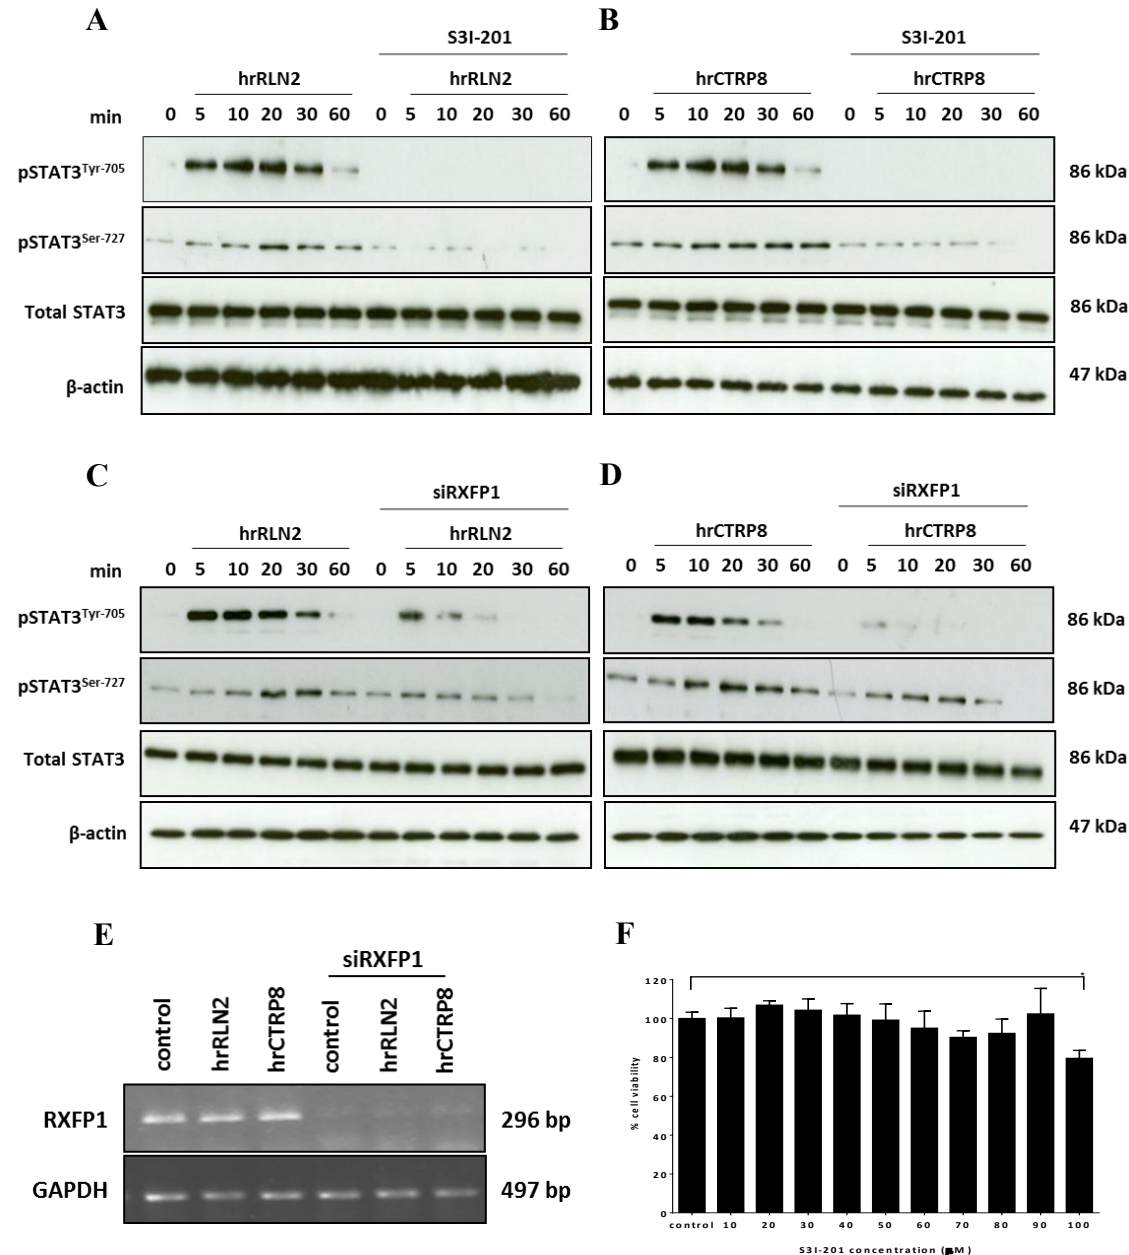 A
S3I-201
hrRLN2
hrRLN2
min 0 5 10 20 30 60 0 5 10 20 30 60
B
S3I-201
hrCTRP8
hrCTRP8
0 5 10 20 30 60 0 5 10 20 30 60
pSTAT3Tyr-705
86 kDa
pSTAT3Ser-727
86 kDa
Total STAT3
86 kDa
β-actin
47 kDa
C
siRXFP1
hrRLN2
hrRLN2
min 0 5 10 20 30 60 0 5 10 20 30 60
D
siRXFP1
hrCTRP8
hrCTRP8
0 5 10 20 30 60 0 5 10 20 30 60
pSTAT3Tyr-705
86 kDa
pSTAT3Ser-727
86 kDa
Total STAT3
86 kDa
β-actin
47 kDa
E
siRXFP1
control hrRLN2 hrCTRP8 control hrRLN2 hrCTRP8
RXFP1
296 bp
GAPDH
497 bp
F
*
% cell viability
120
100
80
60
40
20
0
control 10 20 30 40 50 60 70 80 90 100
S3I-201 concentration (µM)